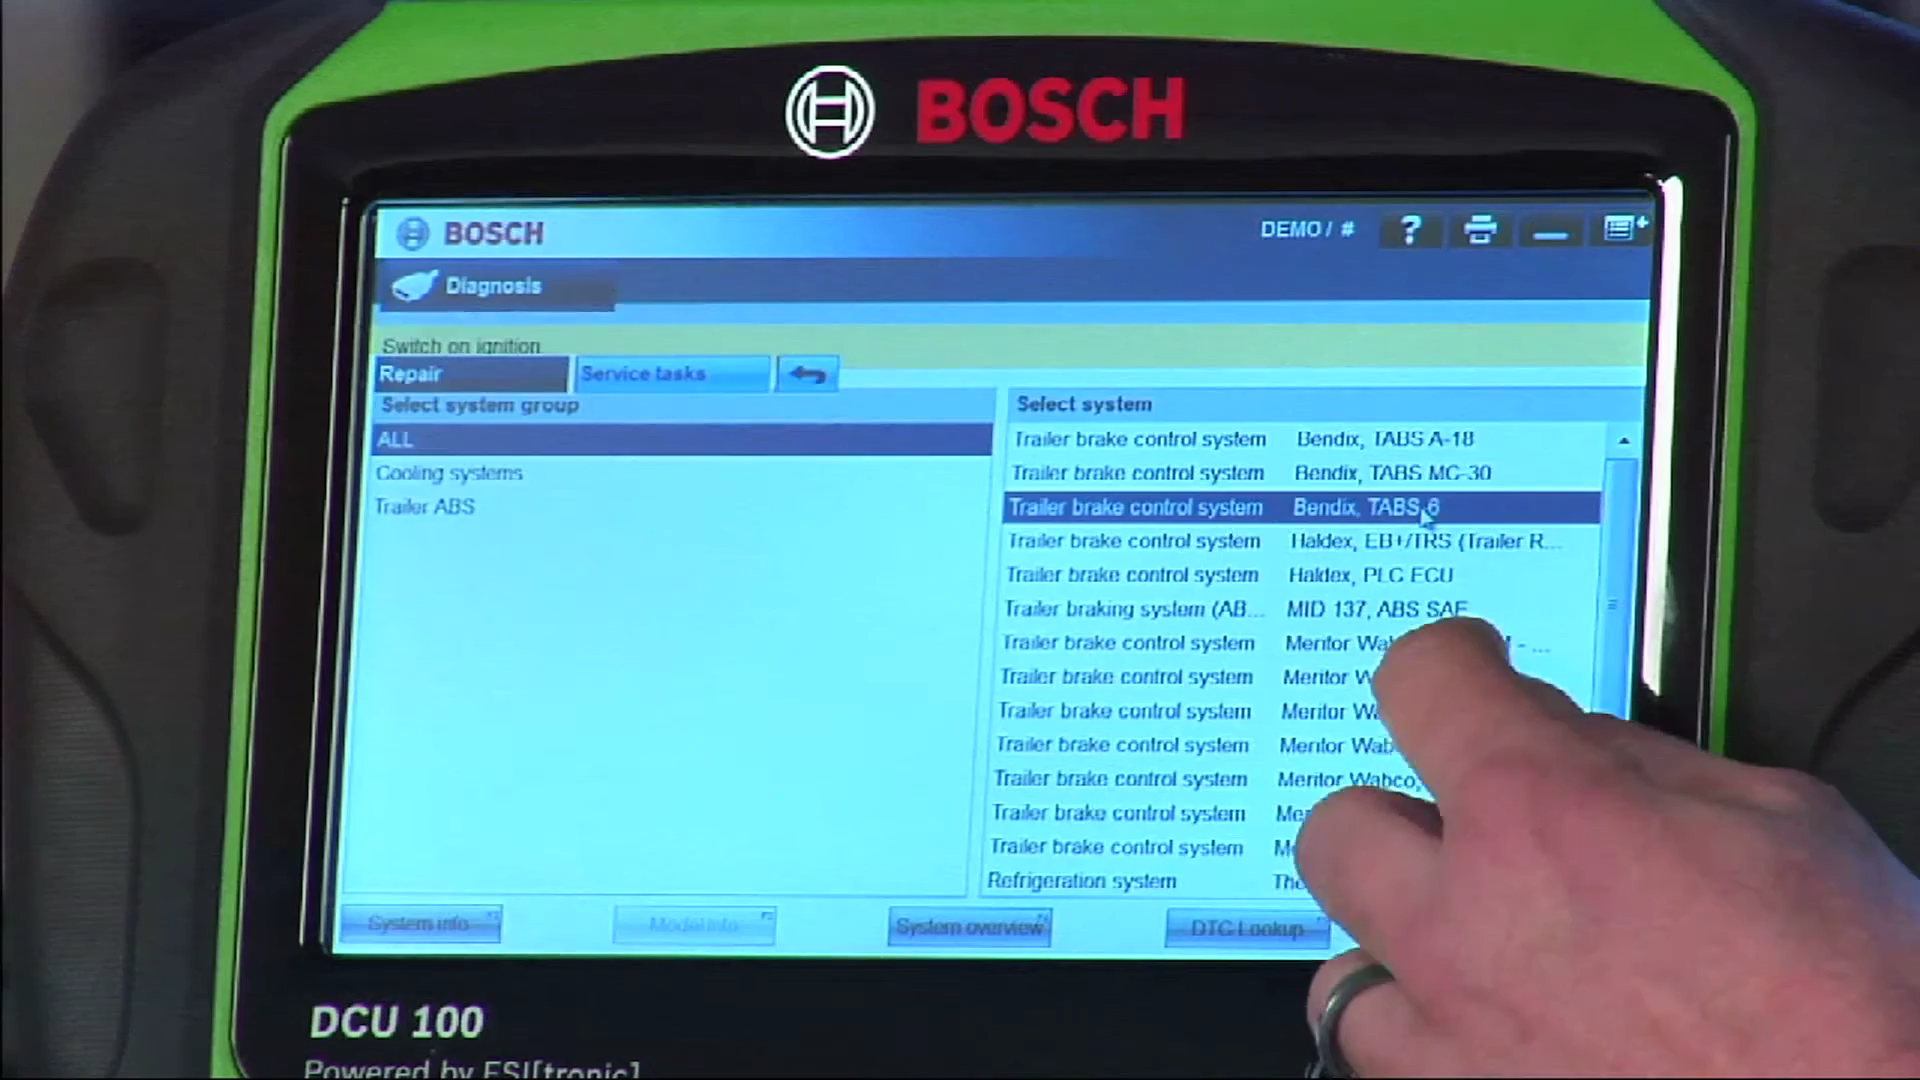 BOSCH
BOSCH
DEMO / #
?
Diagnosis
Switch on ignition
Repair
Service tasks
Select system group
ALL
Cooling systems
Trailer ABS
Select system
Trailer brake control system Bendix, TABS A-18
Trailer brake control system Bendix, TABS MC-30
Trailer brake control system Bendix, TABS 6
Trailer brake control system Haldex, EB+/TRS (Trailer R...
Trailer brake control system Haldex, PLC ECU
Trailer braking system (AB... MID 137, ABS SAE
Trailer brake control system Meritor - ...
Trailer brake control system Meritor
Trailer brake control system Meritor
Trailer brake control system Meritor
Trailer brake control system Meritor Wabco,
Trailer brake control system
Trailer brake control system
Refrigeration system
System info
Model info
System overview
DTC Lookup
DCU 100
Powered by ESI[tronic]